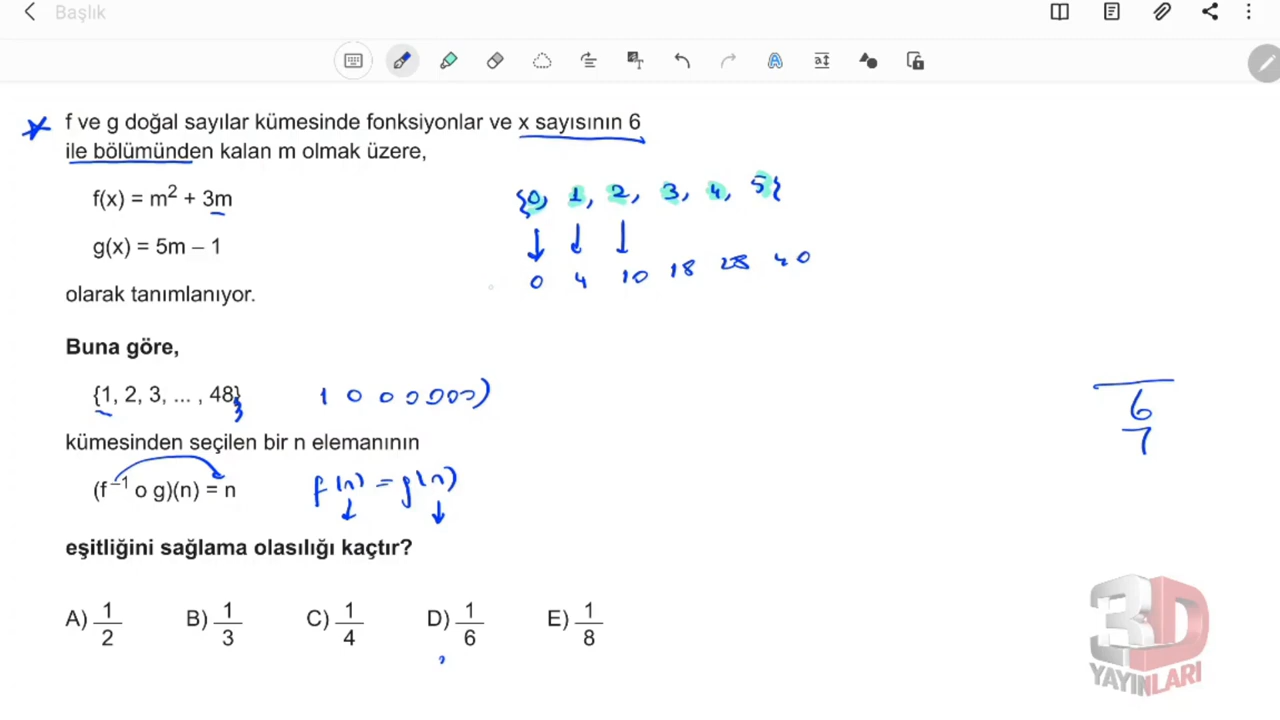 Başlık
f ve g doğal sayılar kümesinde fonksiyonlar ve x sayısının 6
ile bölümünden kalan m olmak üzere,
f(x) = m² + 3m
g(x) = 5m – 1
olarak tanımlanıyor.
{0, 1, 2, 3, 4, 5}
↓ ↓ ↓
0 4 10 18 28 40
Buna göre,
{1, 2, 3, ... , 48}
kümesinden seçilen bir n elemanının
(f⁻¹ o g)(n) = n
f(n) = g(n)
↓ ↓
eşitliğini sağlama olasılığı kaçtır?
A) 1/2 B) 1/3 C) 1/4 D) 1/6 E) 1/8
6
7
3D
YAYINLARI